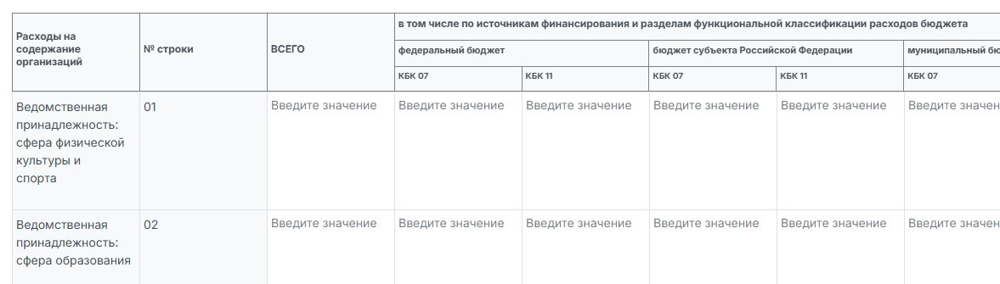 Расходы на
содержание
организаций
№ строки
ВСЕГО
в том числе по источникам финансирования и разделам функциональной классификации расходов бюджета
федеральный бюджет
бюджет субъекта Российской Федерации
муниципальный бю
КБК 07
КБК 11
КБК 07
КБК 11
КБК 07
Ведомственная
принадлежность:
сфера физической
культуры и
спорта
01
Введите значение
Введите значение
Введите значение
Введите значение
Введите значение
Введите значен
Ведомственная
принадлежность:
сфера образования
02
Введите значение
Введите значение
Введите значение
Введите значение
Введите значение
Введите значен